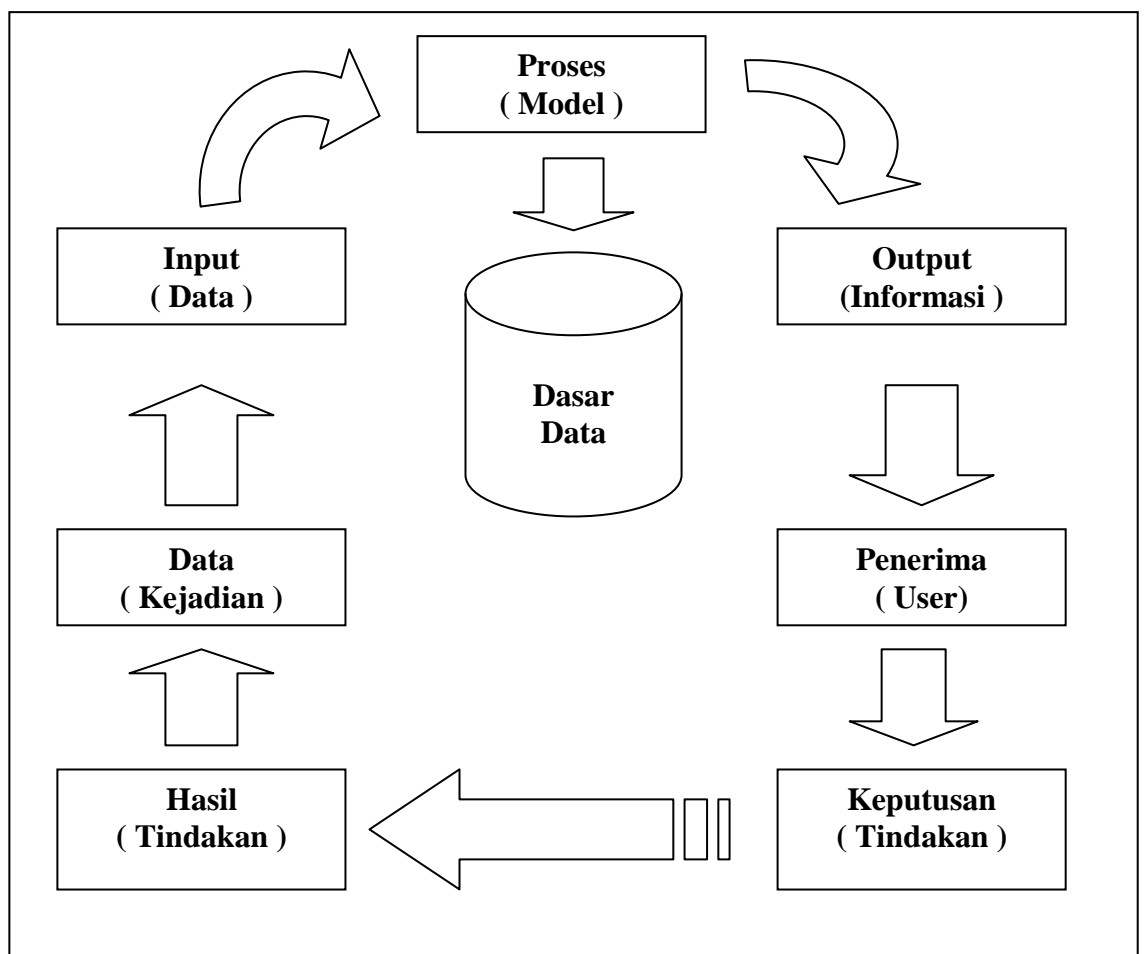 Proses
( Model )
Input
( Data )
Output
(Informasi )
Dasar
Data
Data
( Kejadian )
Penerima
( User)
Hasil
( Tindakan )
Keputusan
( Tindakan )